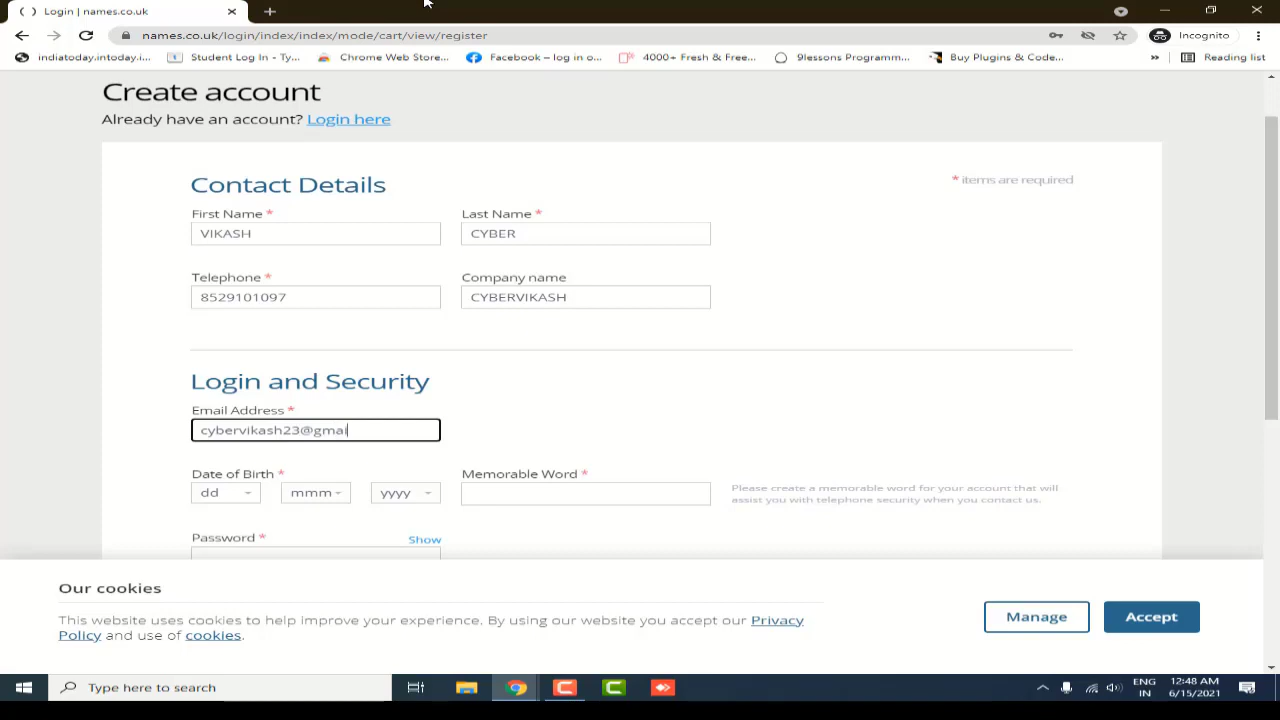 Login | names.co.uk
names.co.uk/login/index/index/mode/cart/view/register
Incognito
indiatoday.intoday.i...
Student Log In - Ty...
Chrome Web Store...
Facebook – log in o...
4000+ Fresh & Free...
9lessons Programm...
Buy Plugins & Code...
»
Reading list
Create account
Already have an account? Login here
Contact Details
* items are required
First Name *
Last Name *
VIKASH
CYBER
Telephone *
Company name
8529101097
CYBERVIKASH
Login and Security
Email Address *
cybervikash23@gmai
Date of Birth *
Memorable Word *
dd
mmm
yyyy
Please create a memorable word for your account that will
assist you with telephone security when you contact us.
Password *
Show
Our cookies
This website uses cookies to help improve your experience. By using our website you accept our Privacy
Policy and use of cookies.
Manage
Accept
Type here to search
ENG
IN
12:48 AM
6/15/2021